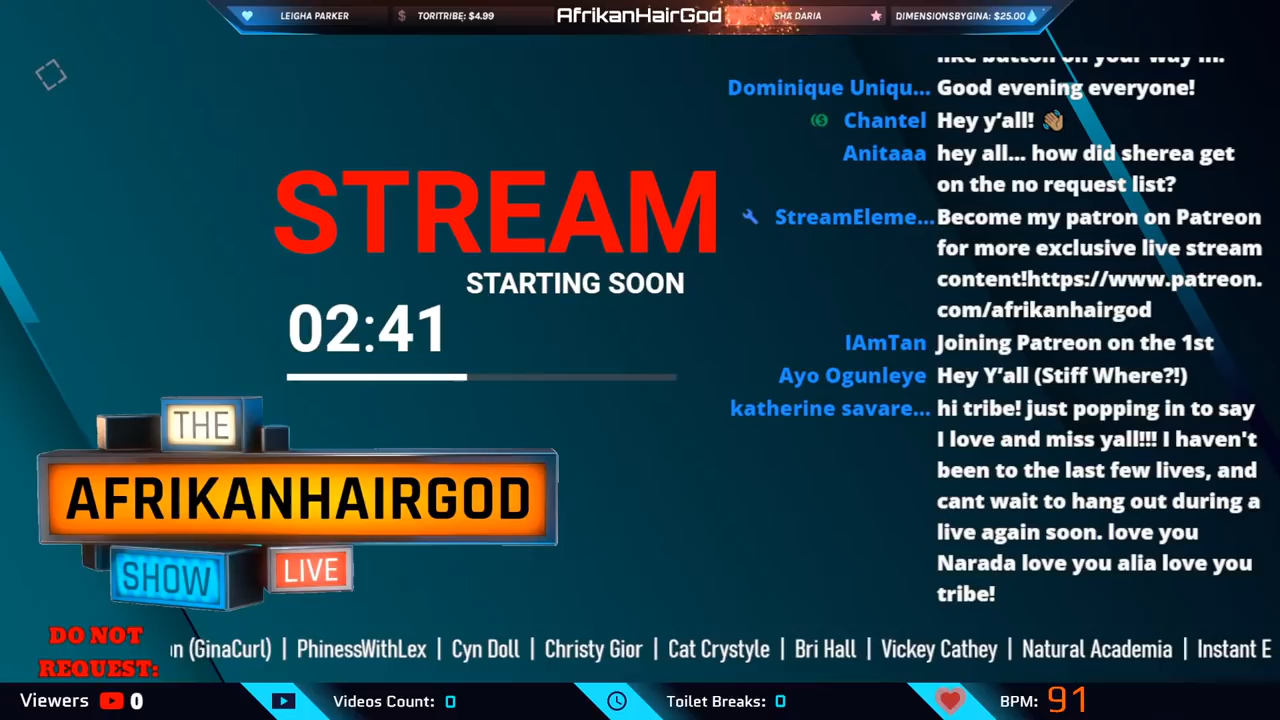 LEIGHA PARKER
$ TORITRIBE: $4.99
AfrikanHairGod
SHA DARIA
DIMENSIONSBYGINA: $25.00
like button on your way in.
Dominique Uniqu... Good evening everyone!
Chantel Hey y'all! 👋🏽
Anitaaa hey all... how did sherea get
on the no request list?
StreamEleme... Become my patron on Patreon
for more exclusive live stream
content!https://www.patreon.
com/afrikanhairgod
IAmTan Joining Patreon on the 1st
Ayo Ogunleye Hey Y'all (Stiff Where?!)
katherine savare... hi tribe! just popping in to say
I love and miss yall!!! I haven't
been to the last few lives, and
cant wait to hang out during a
live again soon. love you
Narada love you alia love you
tribe!
STREAM
STARTING SOON
02:41
THE
AFRIKANHAIRGOD
SHOW
LIVE
DO NOT
REQUEST:
n (GinaCurl) | PhinessWithLex | Cyn Doll | Christy Gior | Cat Crystyle | Bri Hall | Vickey Cathey | Natural Academia | Instant E
Viewers 0
Videos Count: 0
Toilet Breaks: 0
BPM: 91